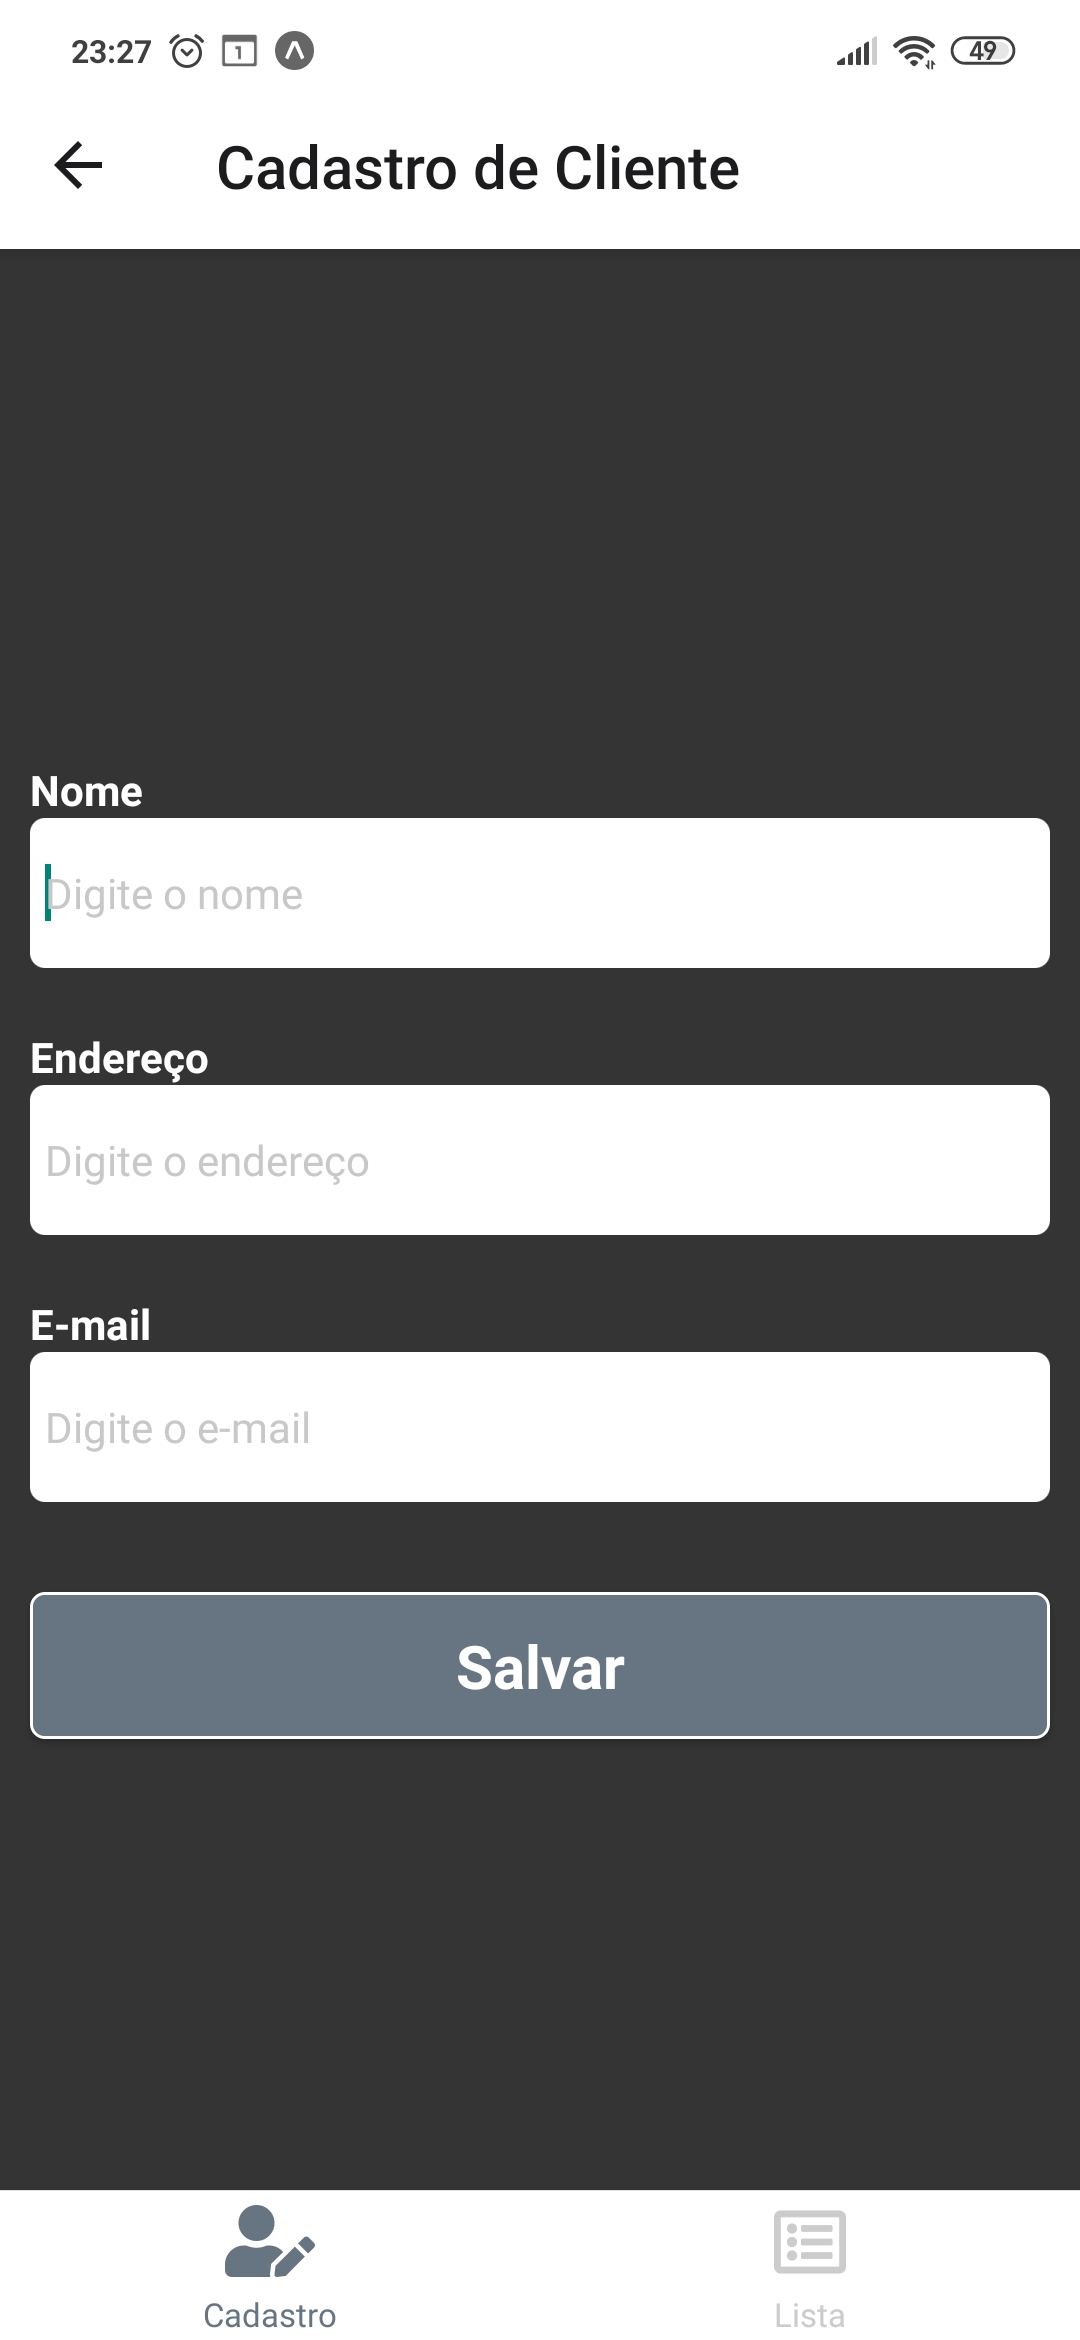 23:27 1 49
Cadastro de Cliente
Nome
Digite o nome
Endereço
Digite o endereço
E-mail
Digite o e-mail
Salvar
Cadastro Lista